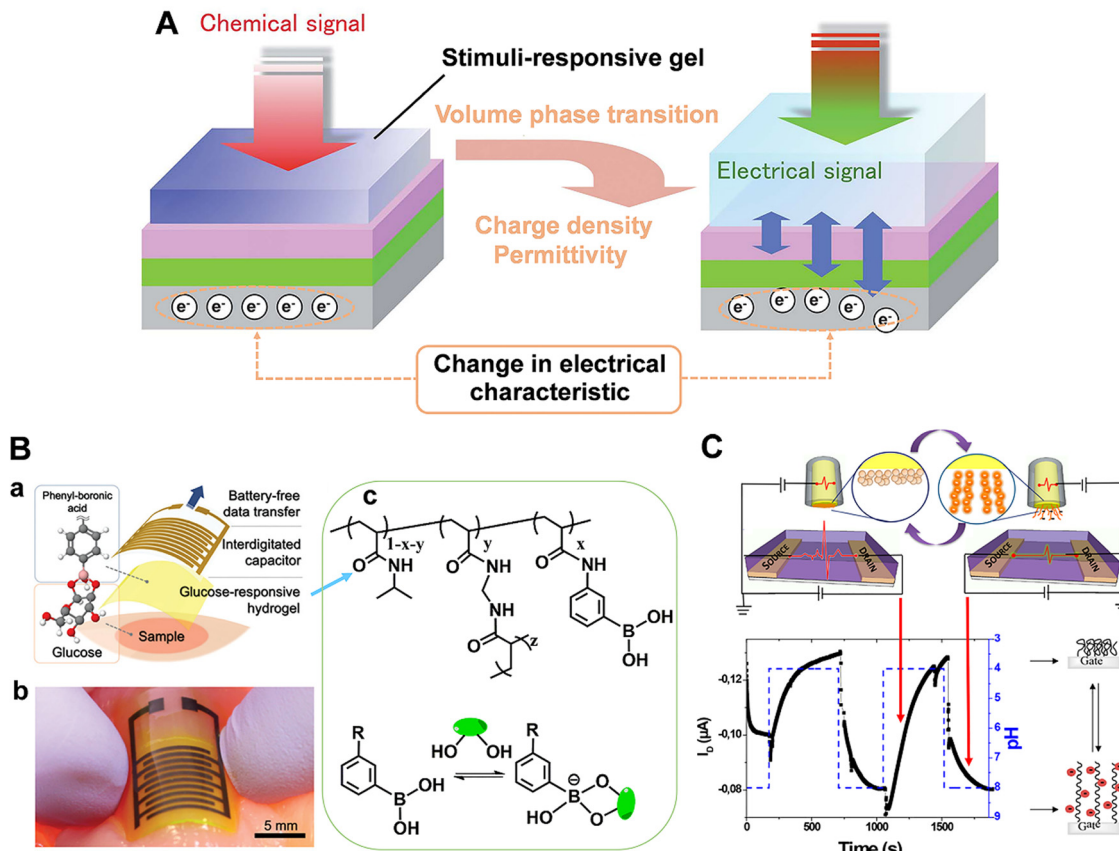 A
Chemical signal
Stimuli-responsive gel
Volume phase transition
Electrical signal
Charge density
Permittivity
e- e- e- e- e-
e- e- e- e- e-
Change in electrical
characteristic
B
a
Phenyl-boronic
acid
Battery-free
data transfer
Interdigitated
capacitor
Glucose-responsive
hydrogel
Sample
Glucose
b
5 mm
c
1-x-y
y
x
O
NH
O
NH
O
NH
NH
O
z
B
OH
OH
R
HO
OH
R
B
OH
OH
⊖
B
HO
O
O
C
SOURCE
DRAIN
SOURCE
DRAIN
-0,12
-0,10
-0,08
I_D (µA)
0
500
1000
1500
Time (s)
3
4
5
6
7
8
9
pH
Gate
Gate